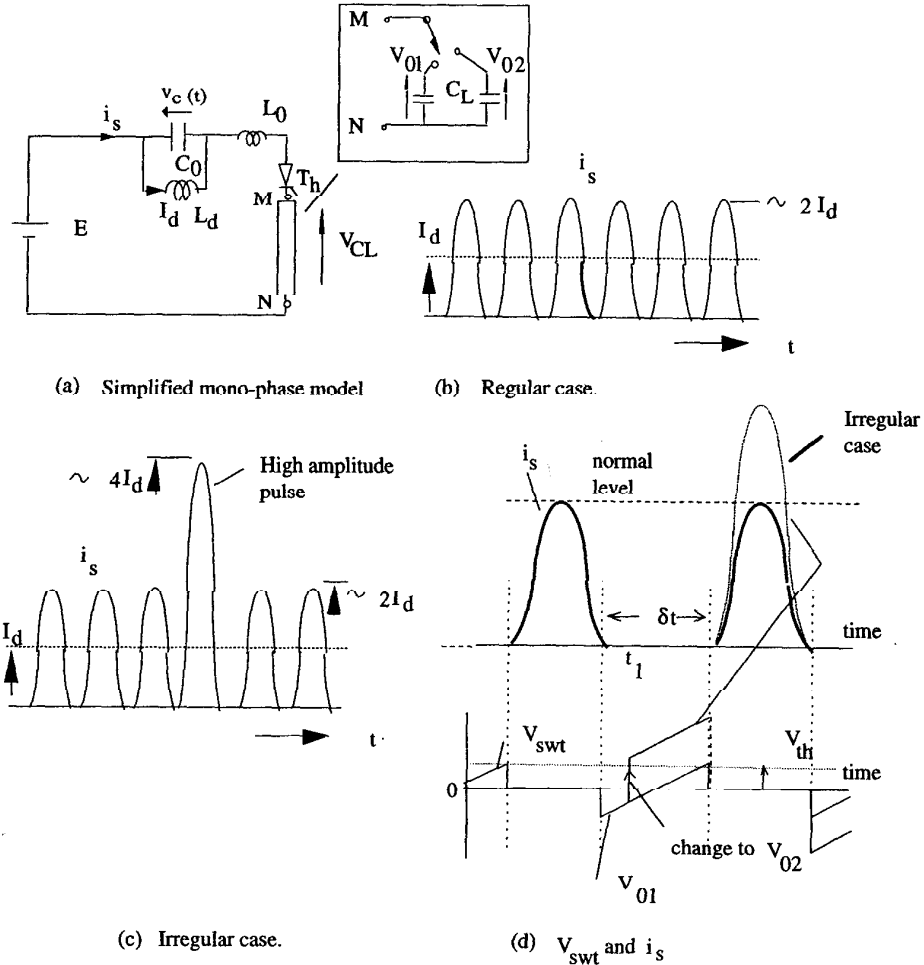 M
V01
V02
CL
N
vc (t)
is
L0
C0
Id
Ld
Th
M
E
VCL
N
is
~ 2 Id
Id
t
(a) Simplified mono-phase model
(b) Regular case.
~ 4Id
High amplitude
pulse
is
~ 2Id
Id
t
Irregular
case
is
normal
level
δt
time
t1
Vswt
Vth
time
0
change to V02
V01
(c) Irregular case.
(d) Vswt and is